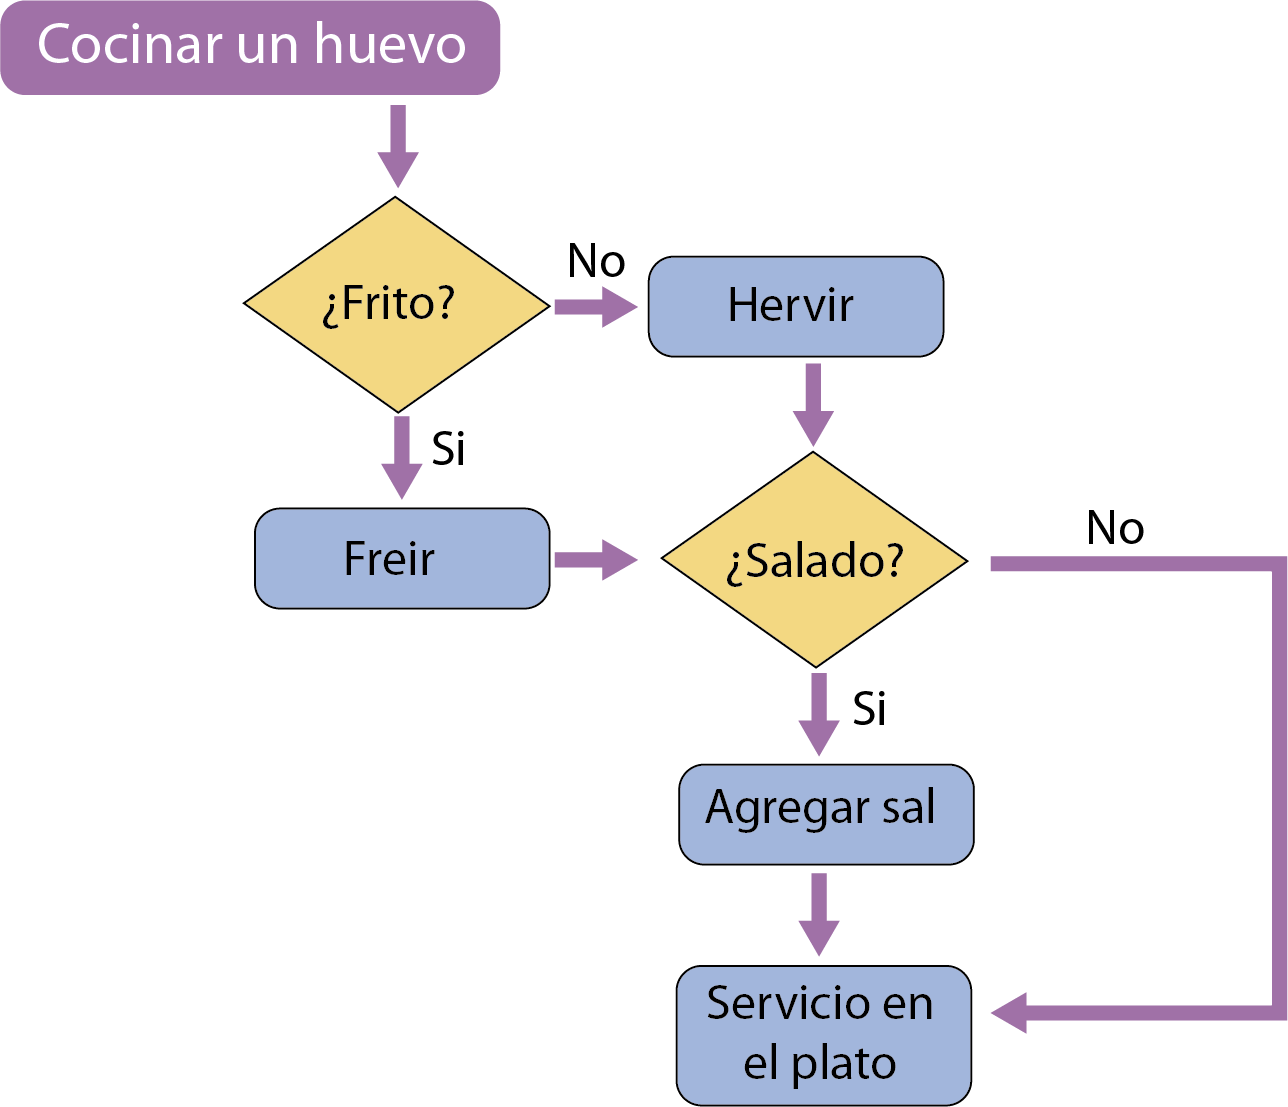 Cocinar un huevo
¿Frito?
No
Hervir
Si
Freir
¿Salado?
No
Si
Agregar sal
Servicio en
el plato